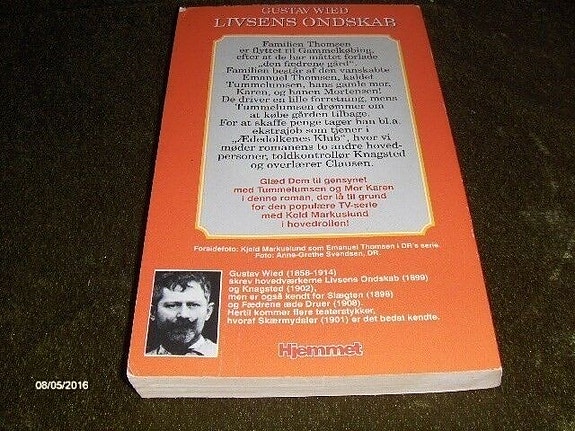 GUSTAV WIED
LIVSENS ONDSKAB
Familien Thomsen
er flyttet til Gammelkøbing,
efter at de har måttet forlade
„den fædrene gård".
Familien består af den vanskabte
Emanuel Thomsen, kaldet
Tummelumsen, hans gamle mor,
Karen, og hanen Mortensen!
De driver en lille forretning, mens
Tummelumsen drømmer om
at købe gården tilbage.
For at skaffe penge tager han bl.a.
ekstrajob som tjener i
„Ædedolkenes Klub", hvor vi
møder romanens to andre hoved-
personer, toldkontrollør Knagsted
og overlærer Clausen.
Glæd Dem til gensynet
med Tummelumsen og Mor Karen
i denne roman, der lå til grund
for den populære TV-serie
med Keld Markuslund
i hovedrollen!
Forsidefoto: Kjeld Markuslund som Emanuel Thomsen i DR's serie.
Foto: Anne-Grethe Svendsen, DR.
Gustav Wied (1858-1914)
skrev hovedværkerne Livsens Ondskab (1899)
og Knagsted (1902),
men er også kendt for Slægten (1898)
og Fædrene æde Druer (1908).
Hertil kommer flere teaterstykker,
hvoraf Skærmydsler (1901) er det bedst kendte.
Hjemmet
08/05/2016